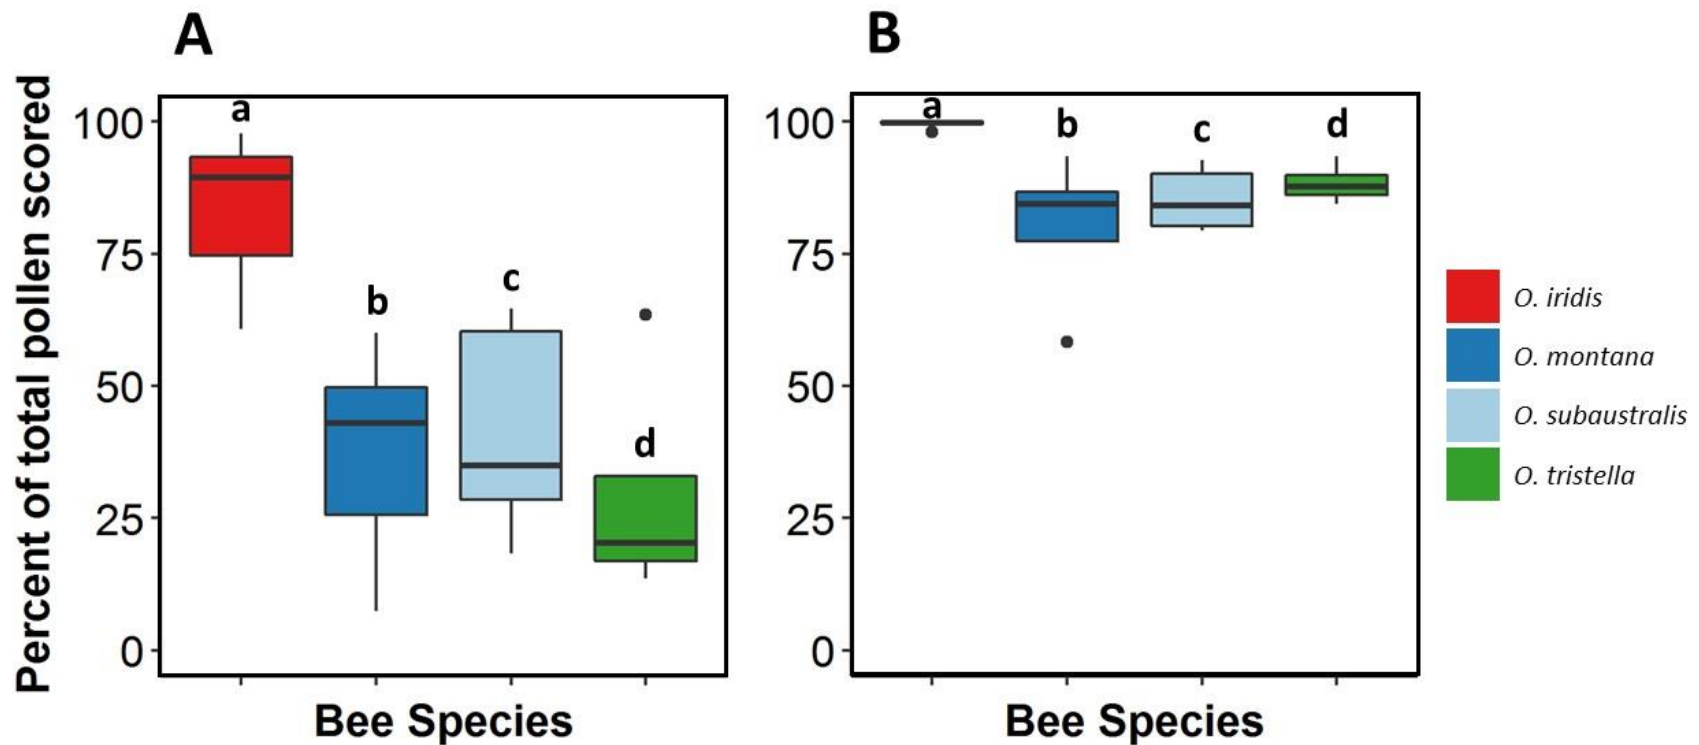 A
B
Percent of total pollen scored
100
75
50
25
0
a
b
c
d
Bee Species
100
75
50
25
0
a
b
c
d
Bee Species
O. iridis
O. montana
O. subaustralis
O. tristella